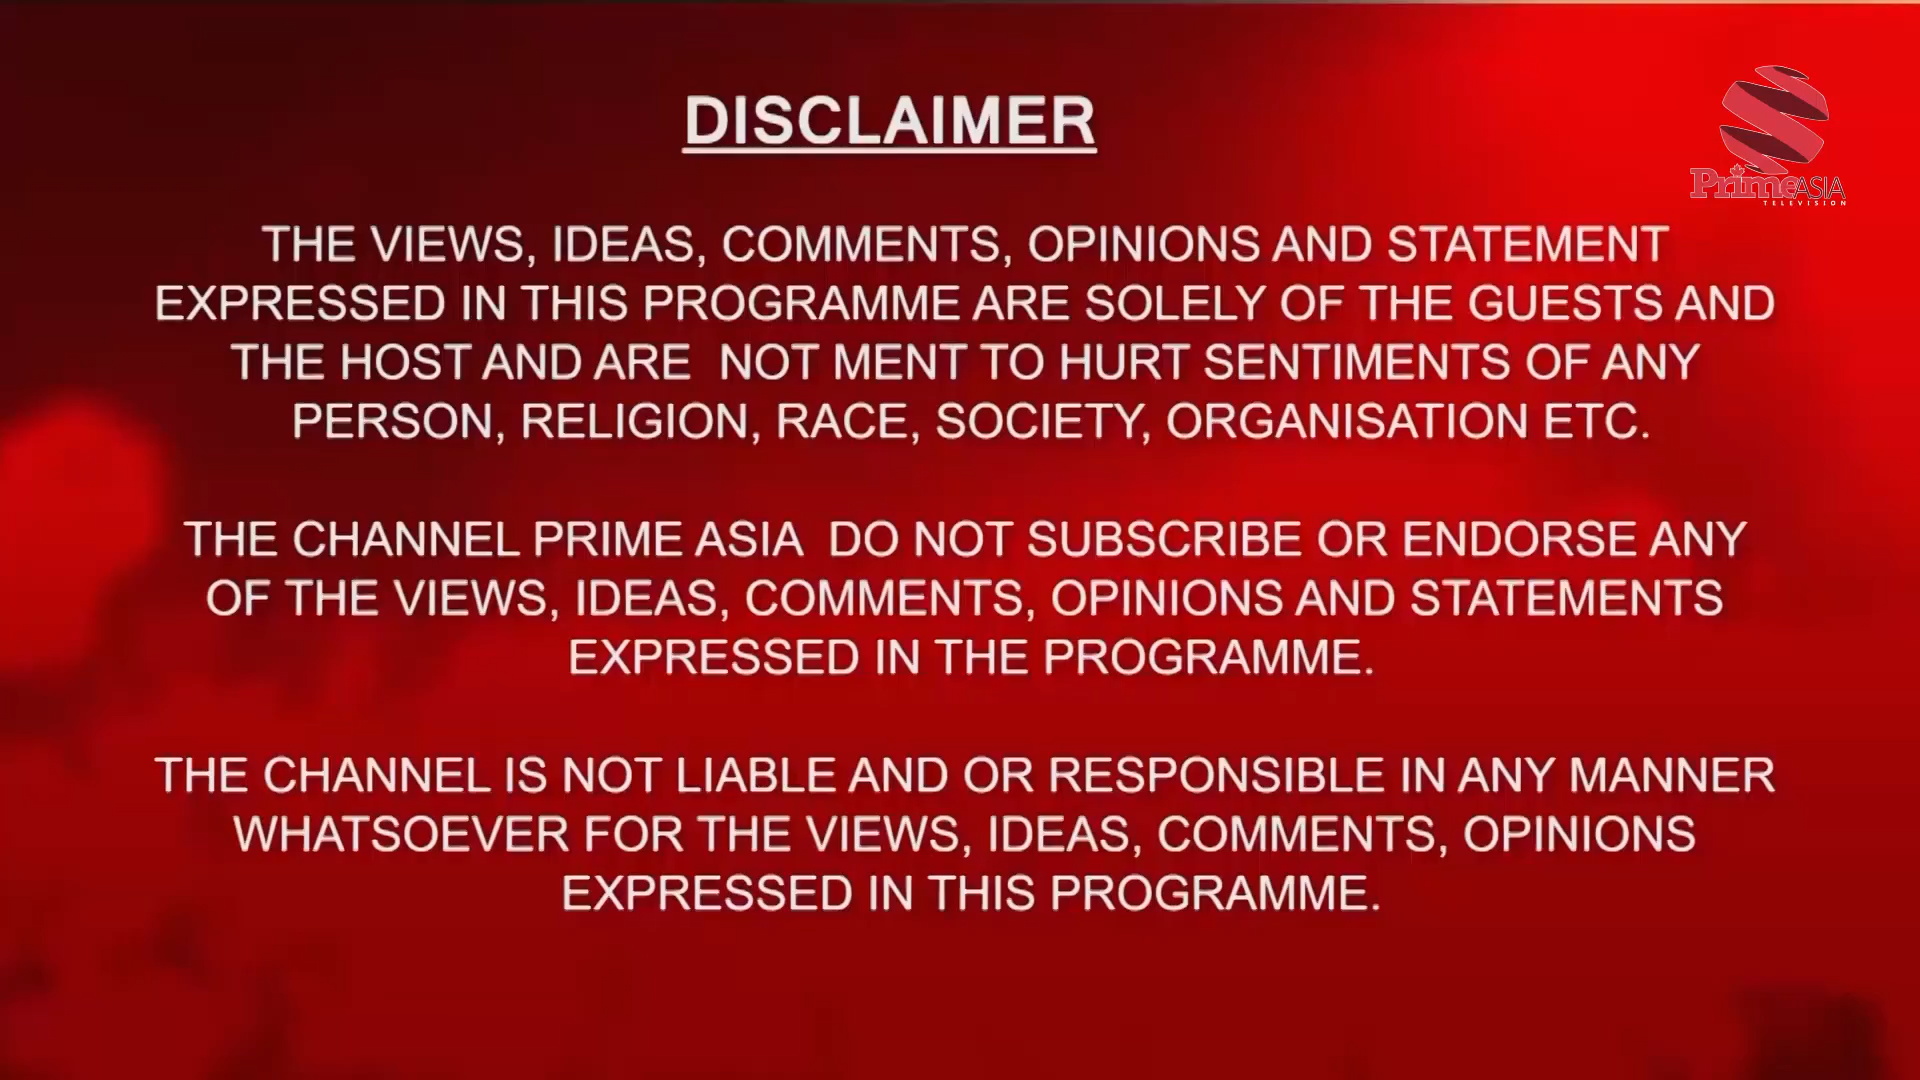 DISCLAIMER
Prime ASIA
TELEVISION
THE VIEWS, IDEAS, COMMENTS, OPINIONS AND STATEMENT
EXPRESSED IN THIS PROGRAMME ARE SOLELY OF THE GUESTS AND
THE HOST AND ARE  NOT MENT TO HURT SENTIMENTS OF ANY
PERSON, RELIGION, RACE, SOCIETY, ORGANISATION ETC.
THE CHANNEL PRIME ASIA  DO NOT SUBSCRIBE OR ENDORSE ANY
OF THE VIEWS, IDEAS, COMMENTS, OPINIONS AND STATEMENTS
EXPRESSED IN THE PROGRAMME.
THE CHANNEL IS NOT LIABLE AND OR RESPONSIBLE IN ANY MANNER
WHATSOEVER FOR THE VIEWS, IDEAS, COMMENTS, OPINIONS
EXPRESSED IN THIS PROGRAMME.